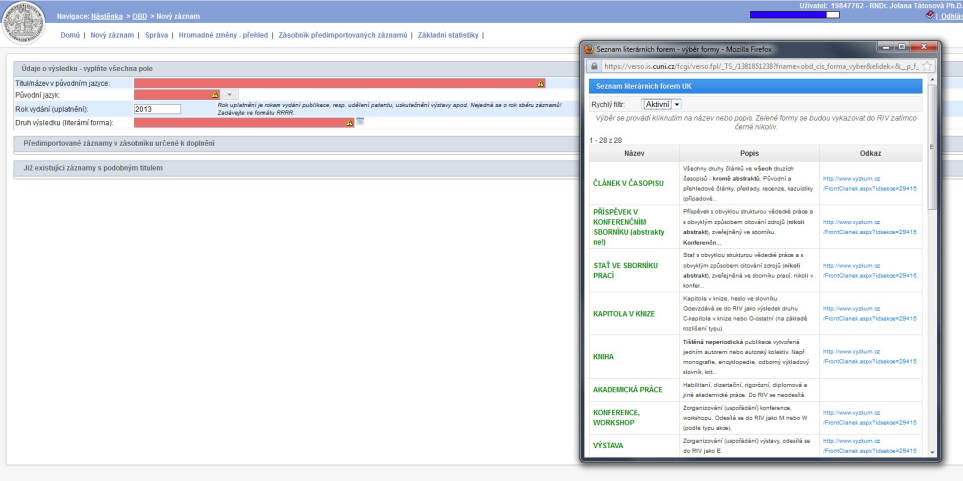 Uživatel: 19847762 - RNDr. Jolana Tátosová Ph.D.
Navigace: Nástěnka > OBD > Nový záznam
Odhlás
Domů | Nový záznam | Správa | Hromadné změny - přehled | Zásobník předimportovaných záznamů | Základní statistiky |
Údaje o výsledku - vyplňte všechna pole
Titul/název v původním jazyce:
Původní jazyk:
Rok vydání (uplatnění): 2013
Rok uplatnění je rokem vydání publikace, resp. udělení patentu, uskutečnění výstavy apod. Nejedná se o rok sběru záznamů!
Zadávejte ve formátu RRRR.
Druh výsledku (literární forma):
Předimportované záznamy v zásobníku určené k doplnění
Již existující záznamy s podobným titulem
Seznam literárních forem - výběr formy - Mozilla Firefox
https://verso.is.cuni.cz/fcgi/verso.fpl/_TS_/1381851238?fname=obd_cis_forma_vyber&elidek=&__p_f_
Seznam literárních forem UK
Rychlý filtr: Aktivní
Výběr se provádí kliknutím na název nebo popis. Zelené formy se budou vykazovat do RIV zatímco
černé nikoliv.
1 - 28 z 28
Název Popis Odkaz
ČLÁNEK V ČASOPISU
Všechny druhy článků ve všech druzích
časopisů - kromě abstraktů. Původní a
přehledové články, překlady, recenze, kazuistiky
(případové...
http://www.vyzkum.cz
/FrontClanek.aspx?idsekce=29415
PŘÍSPĚVEK V
KONFERENČNÍM
SBORNÍKU (abstrakty
ne!)
Příspěvek s obvyklou strukturou vědecké práce a
s obvyklým způsobem citování zdrojů (nikoli
abstrakt), zveřejněný ve sborníku.
Konferenčn...
http://www.vyzkum.cz
/FrontClanek.aspx?idsekce=29415
STAŤ VE SBORNÍKU
PRACÍ
Stať s obvyklou strukturou vědecké práce a s
obvyklým způsobem citování zdrojů (nikoli
abstrakt), zveřejněná ve sborníku prací, nikoli v
konfer...
http://www.vyzkum.cz
/FrontClanek.aspx?idsekce=29415
KAPITOLA V KNIZE
Kapitola v knize, heslo ve slovníku.
Odevzdává se do RIV jako výsledek druhu
C-kapitola v knize nebo O-ostatní (na základě
rozlišení typu).
http://www.vyzkum.cz
/FrontClanek.aspx?idsekce=29415
KNIHA
Tištěná neperiodická publikace vytvořená
jedním autorem nebo autorský kolektiv. Např.
monografie, encyklopedie, odborný výkladový
slovník, krit...
http://www.vyzkum.cz
/FrontClanek.aspx?idsekce=29415
AKADEMICKÁ PRÁCE
Habilitaní, dizertační, rigorózní, diplomová a
jiné akademické práce. Do RIV se neodesílá.
KONFERENCE,
WORKSHOP
Zorganizování (uspořádání) konference,
workshopu. Odesílá se do RIV jako M nebo W
(podle typu akce).
http://www.vyzkum.cz
/FrontClanek.aspx?idsekce=29415
VÝSTAVA
Zorganizování (uspořádání) výstavy, odesílá se
do RIV jako E.
http://www.vyzkum.cz
/FrontClanek.aspx?idsekce=29415